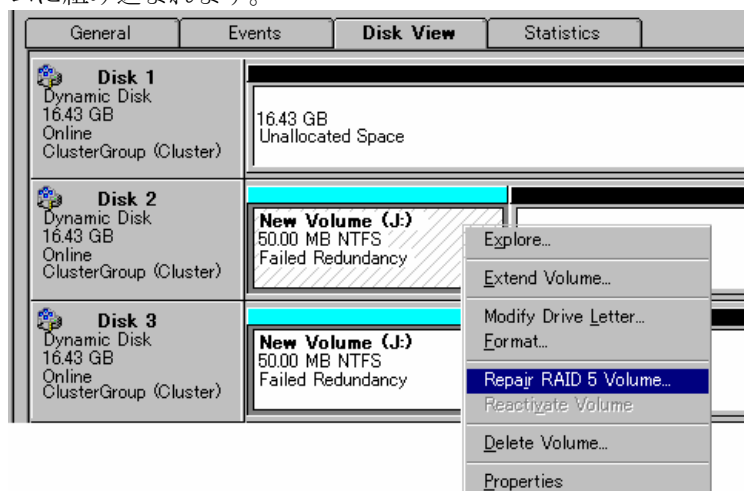 General Events Disk View Statistics
Disk 1
Dynamic Disk
16.43 GB
Online
ClusterGroup (Cluster)
16.43 GB
Unallocated Space
Disk 2
Dynamic Disk
16.43 GB
Online
ClusterGroup (Cluster)
New Volume (J:)
50.00 MB NTFS
Failed Redundancy
Disk 3
Dynamic Disk
16.43 GB
Online
ClusterGroup (Cluster)
New Volume (J:)
50.00 MB NTFS
Failed Redundancy
Explore...
Extend Volume...
Modify Drive Letter...
Format...
Repair RAID 5 Volume...
Reactivate Volume
Delete Volume...
Properties